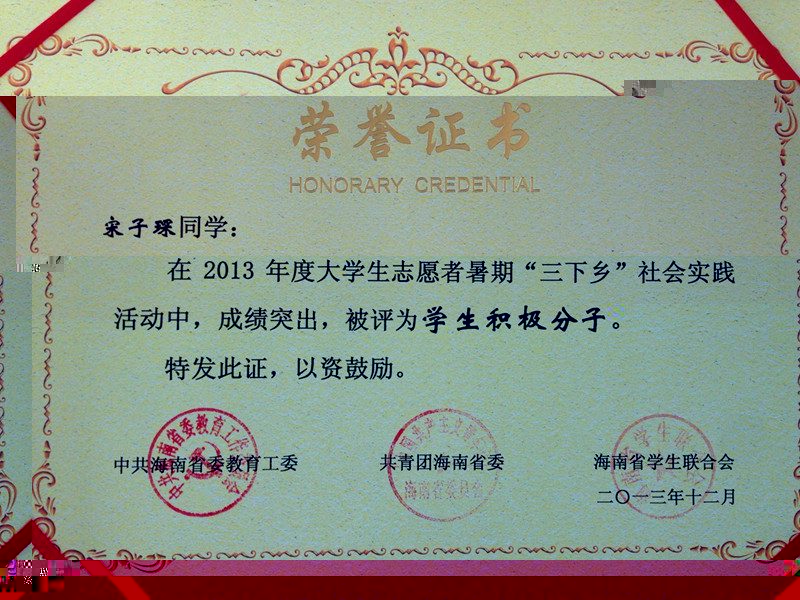 荣誉证书
HONORARY CREDENTIAL
宋子琛同学：
在 2013 年度大学生志愿者暑期“三下乡”社会实践
活动中，成绩突出，被评为学生积极分子。
特发此证，以资鼓励。
中共海南省委教育工委 共青团海南省委 海南省学生联合会
二〇一三年十二月